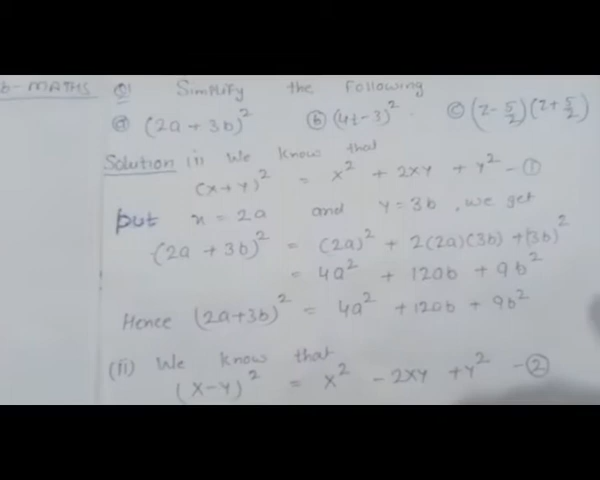 b-MATHS Q1 Simplify the Following
(a) (2a + 3b)² (b) (4t - 3)². (c) (z - 5/2)(z + 5/2)
Solution (i) We know that
(x + y)² = x² + 2xy + y² - ①
put x = 2a and y = 3b, we get
(2a + 3b)² = (2a)² + 2(2a)(3b) + (3b)²
= 4a² + 12ab + 9b²
Hence (2a+3b)² = 4a² + 12ab + 9b²
(ii) We know that
(x - y)² = x² - 2xy + y² - ②